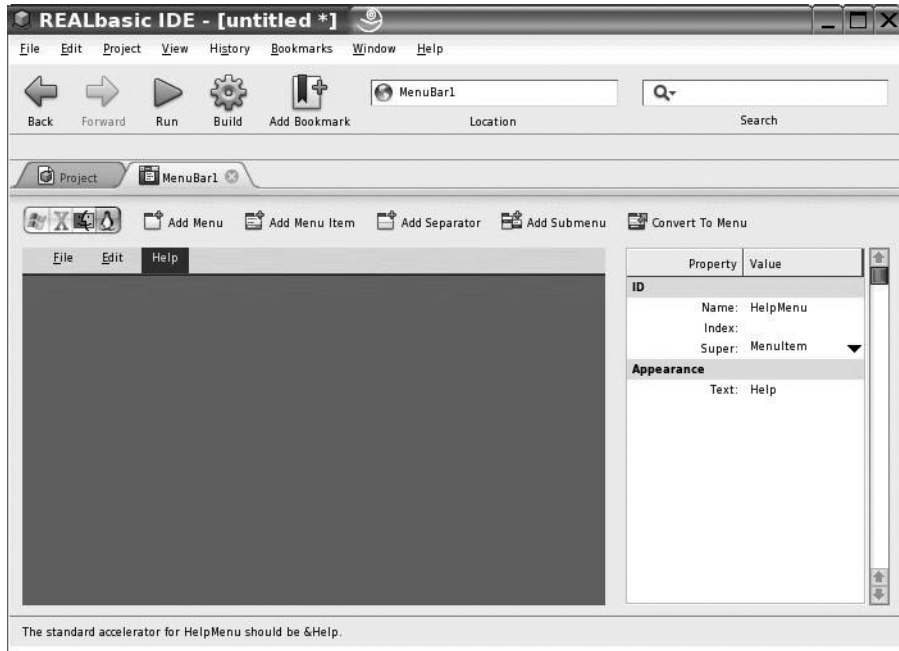 REALbasic IDE - [untitled *]
File Edit Project View History Bookmarks Window Help
MenuBar1
Back Forward Run Build Add Bookmark Location Search
Project MenuBar1
Add Menu Add Menu Item Add Separator Add Submenu Convert To Menu
File Edit Help
Property Value
ID
Name: HelpMenu
Index:
Super: MenuItem
Appearance
Text: Help
The standard accelerator for HelpMenu should be &Help.